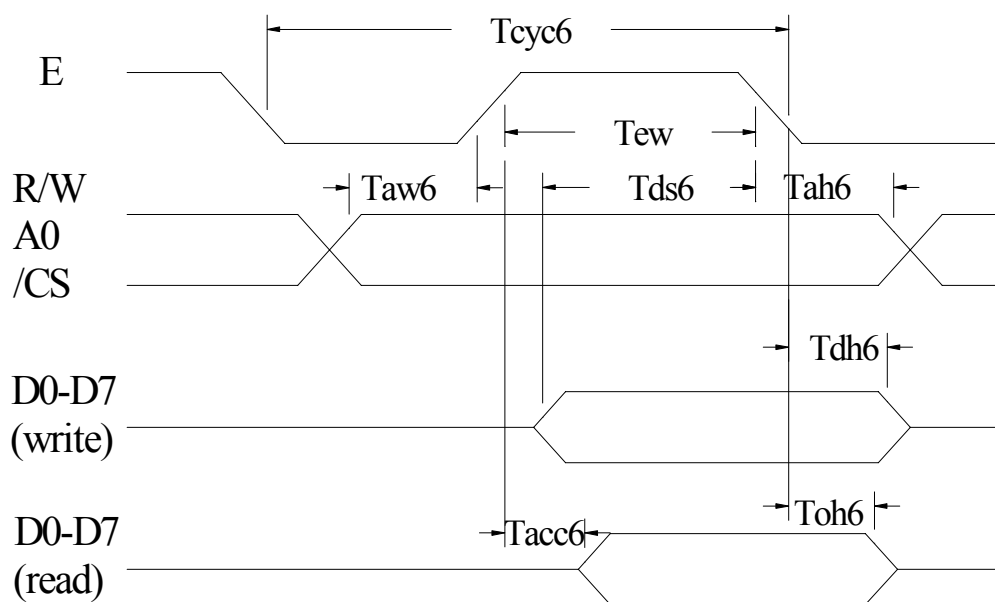 Tcyc6
E
Tew
R/W
Taw6
Tds6
Tah6
A0
/CS
Tdh6
D0-D7
(write)
Toh6
D0-D7
Tacc6
(read)